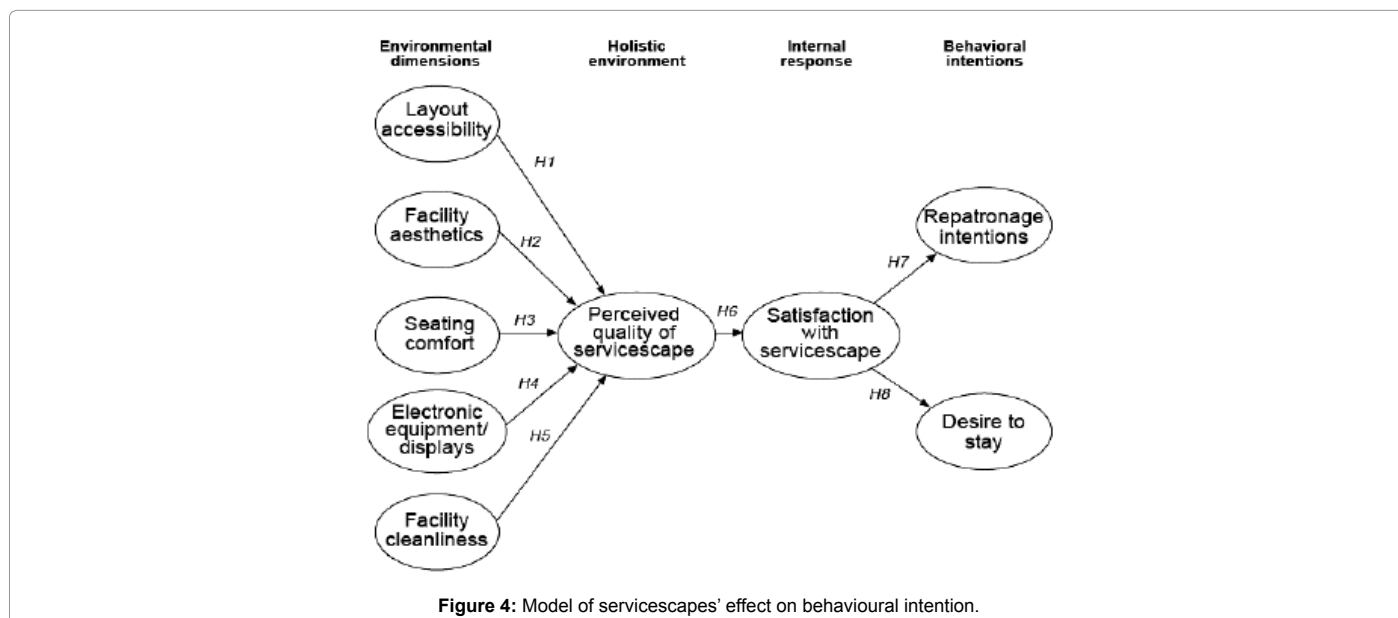 Environmental
dimensions
Holistic
environment
Internal
response
Behavioral
intentions
Layout
accessibility
H1
Facility
aesthetics
H2
Seating
comfort
H3
Electronic
equipment/
displays
H4
Facility
cleanliness
H5
Perceived
quality of
servicescape
H6
Satisfaction
with
servicescape
H7
Repatronage
intentions
H8
Desire to
stay
Figure 4: Model of servicescapes’ effect on behavioural intention.